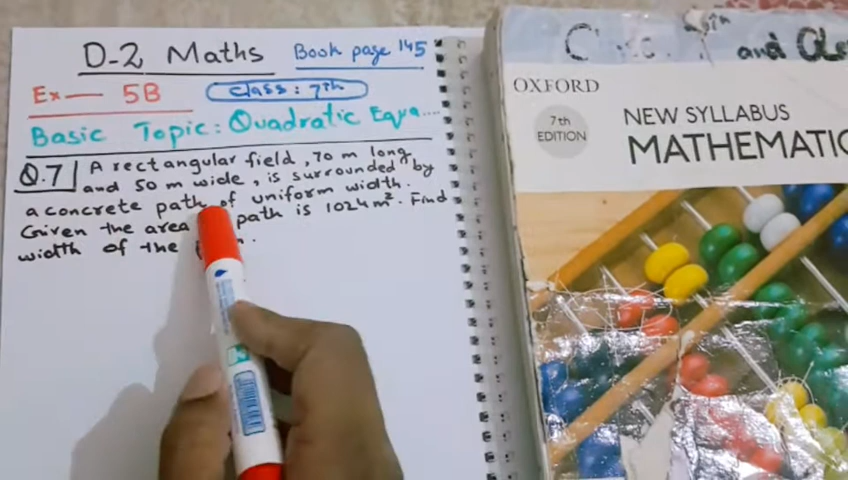 D-2 Maths
Book page 145
Ex— 5B
Class: 7th
Basic Topic: Quadratic Equa....
Q.7 A rectangular field, 70 m long
and 50 m wide, is surrounded by
a concrete path of uniform width.
Given the area path is 1024 m². Find
width of the
and
OXFORD
7th
EDITION
NEW SYLLABUS
MATHEMATIC